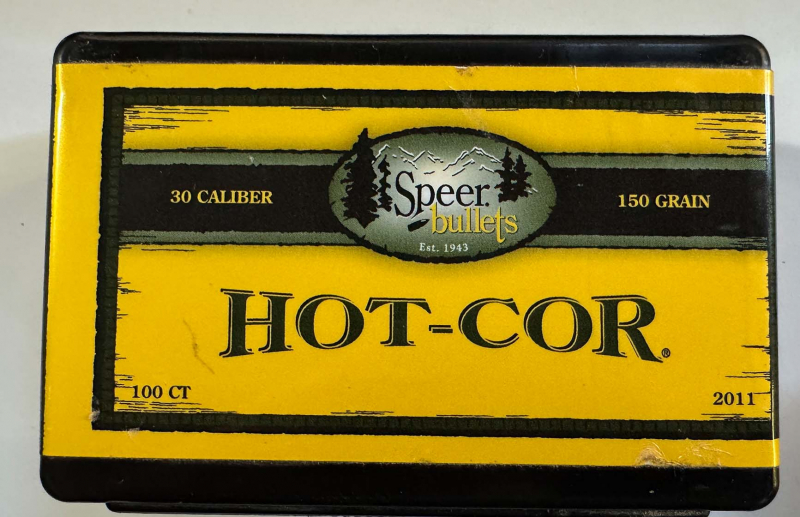 30 CALIBER
Speer.
bullets
Est. 1943
150 GRAIN
HOT-COR®
100 CT
2011